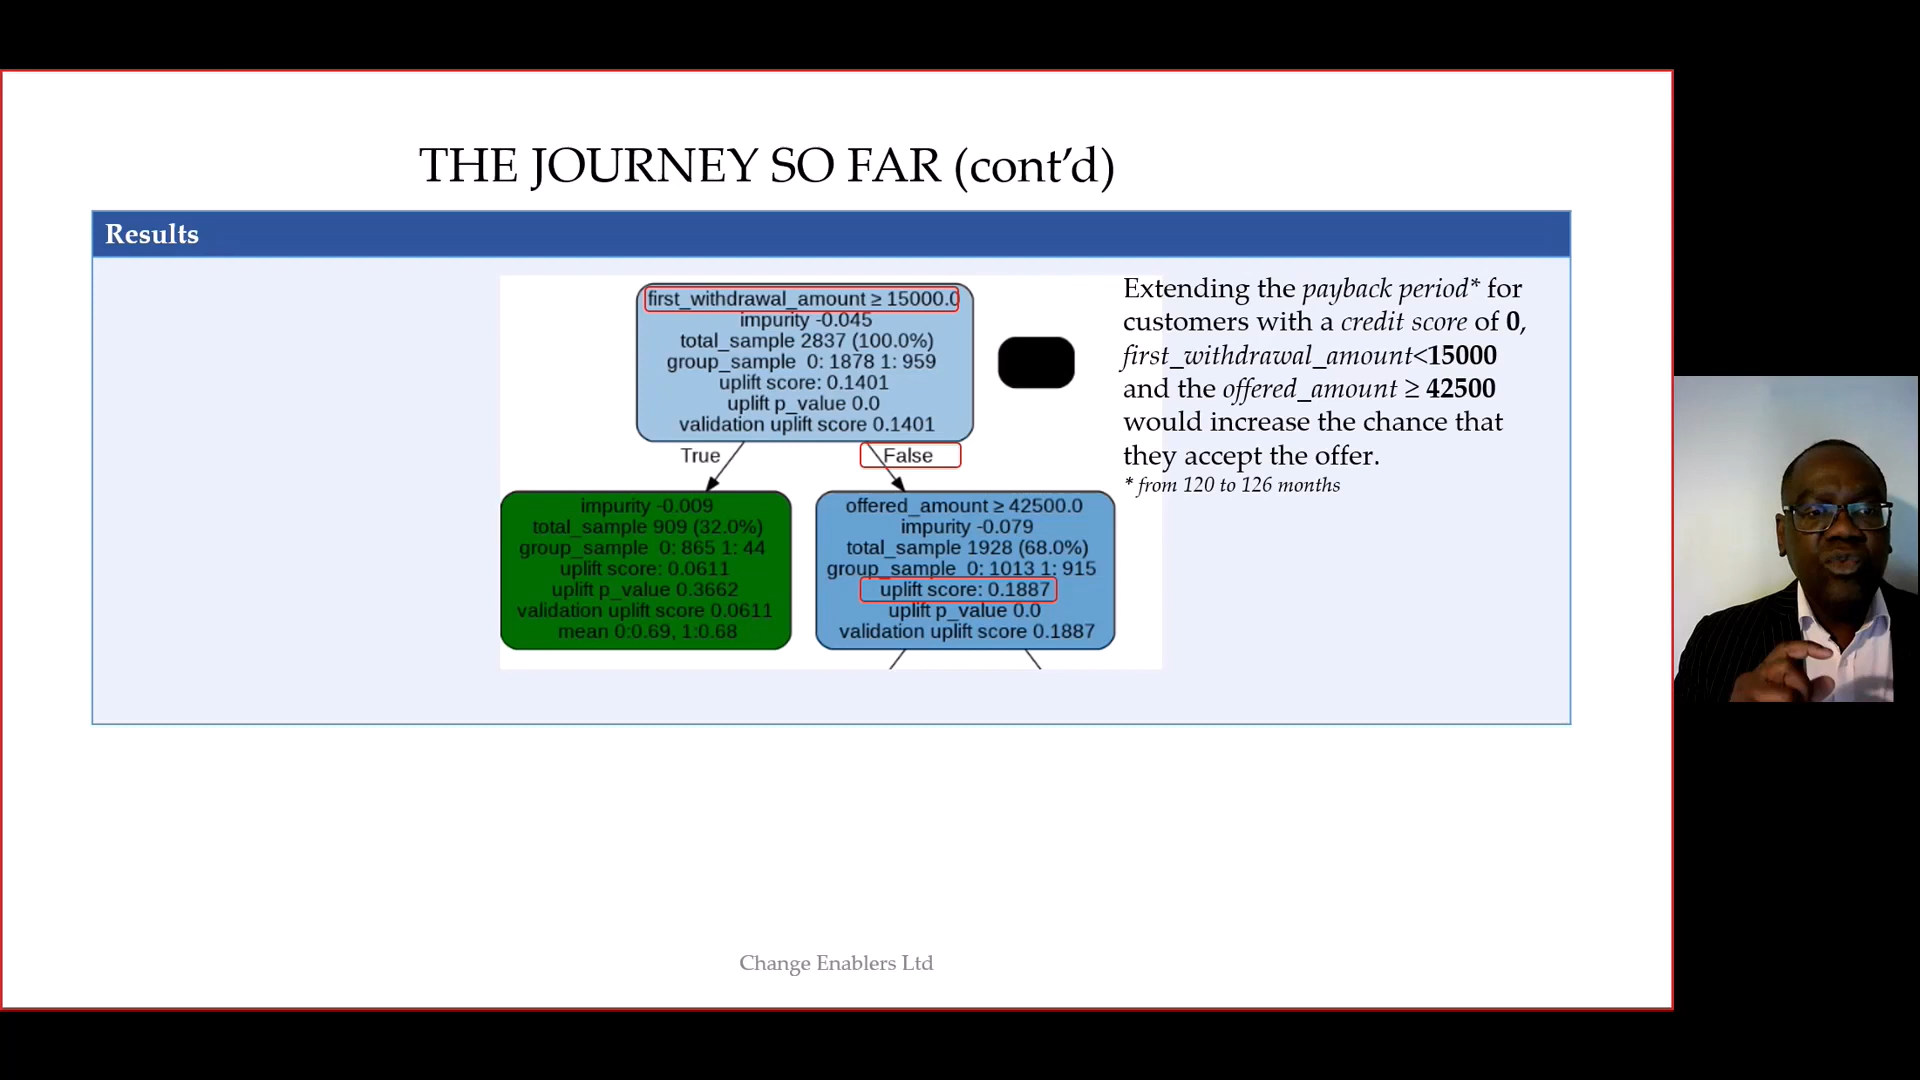 THE JOURNEY SO FAR (cont’d)
Results
first_withdrawal_amount ≥ 15000.0
impurity -0.045
total_sample 2837 (100.0%)
group_sample 0: 1878 1: 959
uplift score: 0.1401
uplift p_value 0.0
validation uplift score 0.1401
True
False
impurity -0.009
total_sample 909 (32.0%)
group_sample 0: 865 1: 44
uplift score: 0.0611
uplift p_value 0.3662
validation uplift score 0.0611
mean 0:0.69, 1:0.68
offered_amount ≥ 42500.0
impurity -0.079
total_sample 1928 (68.0%)
group_sample 0: 1013 1: 915
uplift score: 0.1887
uplift p_value 0.0
validation uplift score 0.1887
Extending the payback period* for
customers with a credit score of 0,
first_withdrawal_amount<15000
and the offered_amount ≥ 42500
would increase the chance that
they accept the offer.
* from 120 to 126 months
Change Enablers Ltd